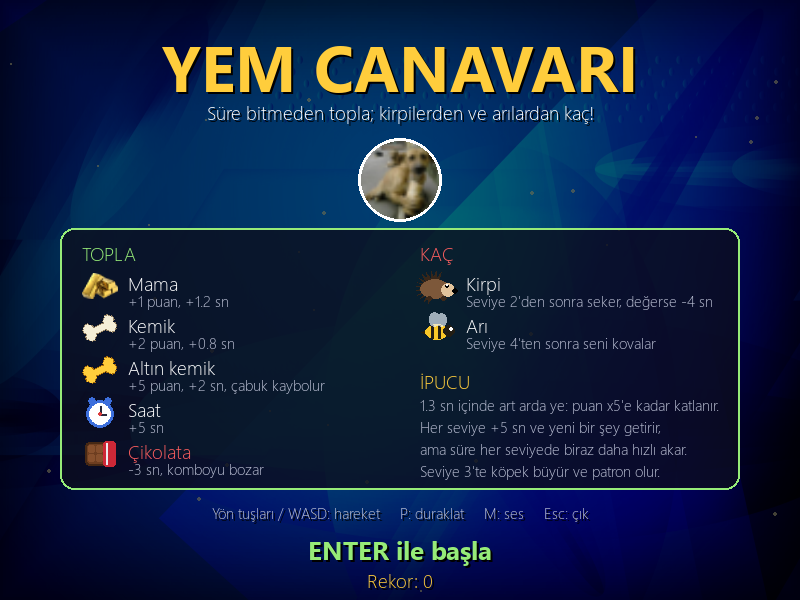 YEM CANAVARI
Süre bitmeden topla; kirpilerden ve arılardan kaç!
TOPLA
Mama
+1 puan, +1.2 sn
Kemik
+2 puan, +0.8 sn
Altın kemik
+5 puan, +2 sn, çabuk kaybolur
Saat
+5 sn
Çikolata
-3 sn, komboyu bozar
KAÇ
Kirpi
Seviye 2'den sonra seker, değerse -4 sn
Arı
Seviye 4'ten sonra seni kovalar
İPUCU
1.3 sn içinde art arda ye: puan x5'e kadar katlanır.
Her seviye +5 sn ve yeni bir şey getirir,
ama süre her seviyede biraz daha hızlı akar.
Seviye 3'te köpek büyür ve patron olur.
Yön tuşları / WASD: hareket P: duraklat M: ses Esc: çık
ENTER ile başla
Rekor: 0